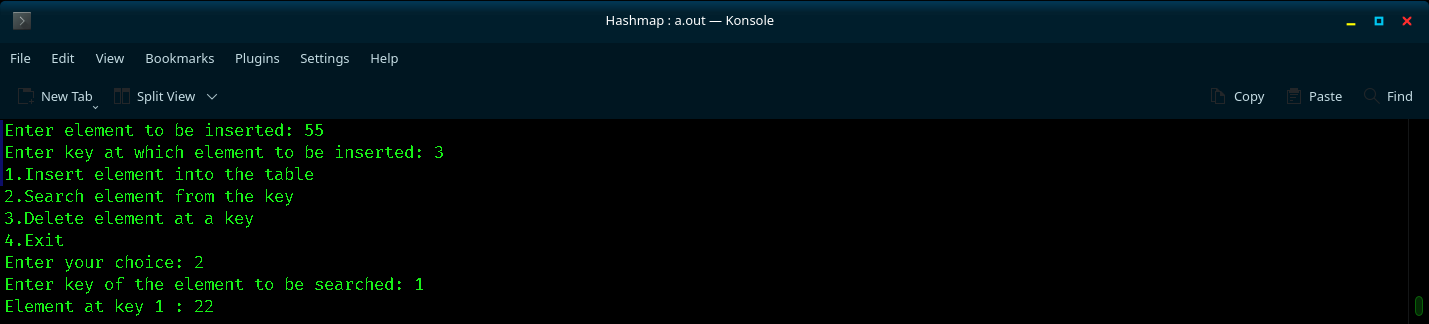 Hashmap : a.out — Konsole
File Edit View Bookmarks Plugins Settings Help
New Tab Split View Copy Paste Find
Enter element to be inserted: 55
Enter key at which element to be inserted: 3
1.Insert element into the table
2.Search element from the key
3.Delete element at a key
4.Exit
Enter your choice: 2
Enter key of the element to be searched: 1
Element at key 1 : 22